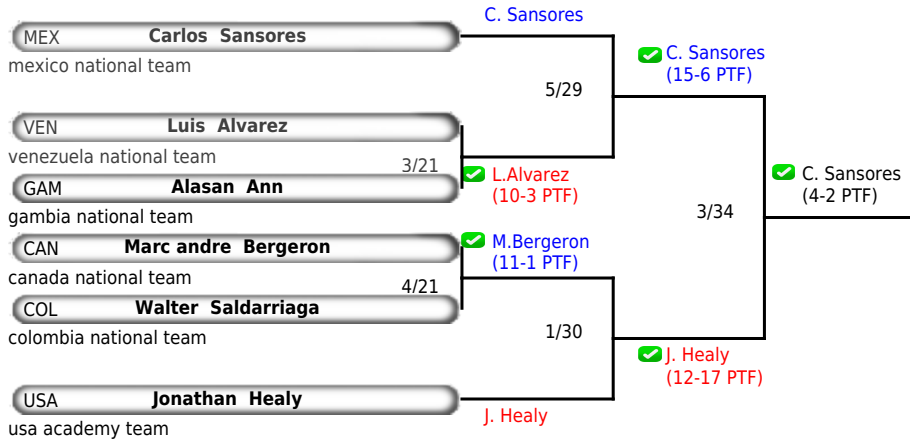 C. Sansores
MEX Carlos Sansores
mexico national team
C. Sansores
(15-6 PTF)
5/29
VEN Luis Alvarez
venezuela national team
3/21
L.Alvarez
(10-3 PTF)
GAM Alasan Ann
gambia national team
C. Sansores
(4-2 PTF)
3/34
CAN Marc andre Bergeron
canada national team
M.Bergeron
(11-1 PTF)
4/21
COL Walter Saldarriaga
colombia national team
1/30
J. Healy
(12-17 PTF)
USA Jonathan Healy
usa academy team
J. Healy